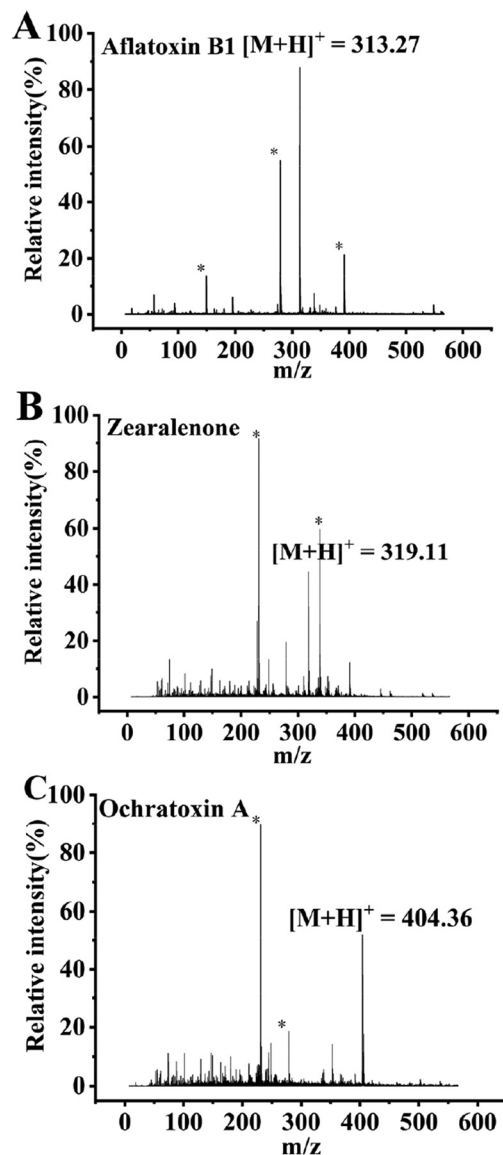 A
Aflatoxin B1 [M+H]⁺ = 313.27
Relative intensity(%)
100
80
60
40
20
0
*
*
*
0 100 200 300 400 500 600
m/z
B
Zearalenone
[M+H]⁺ = 319.11
Relative intensity(%)
100
80
60
40
20
0
*
*
0 100 200 300 400 500 600
m/z
C
Ochratoxin A
[M+H]⁺ = 404.36
Relative intensity(%)
100
80
60
40
20
0
*
*
0 100 200 300 400 500 600
m/z